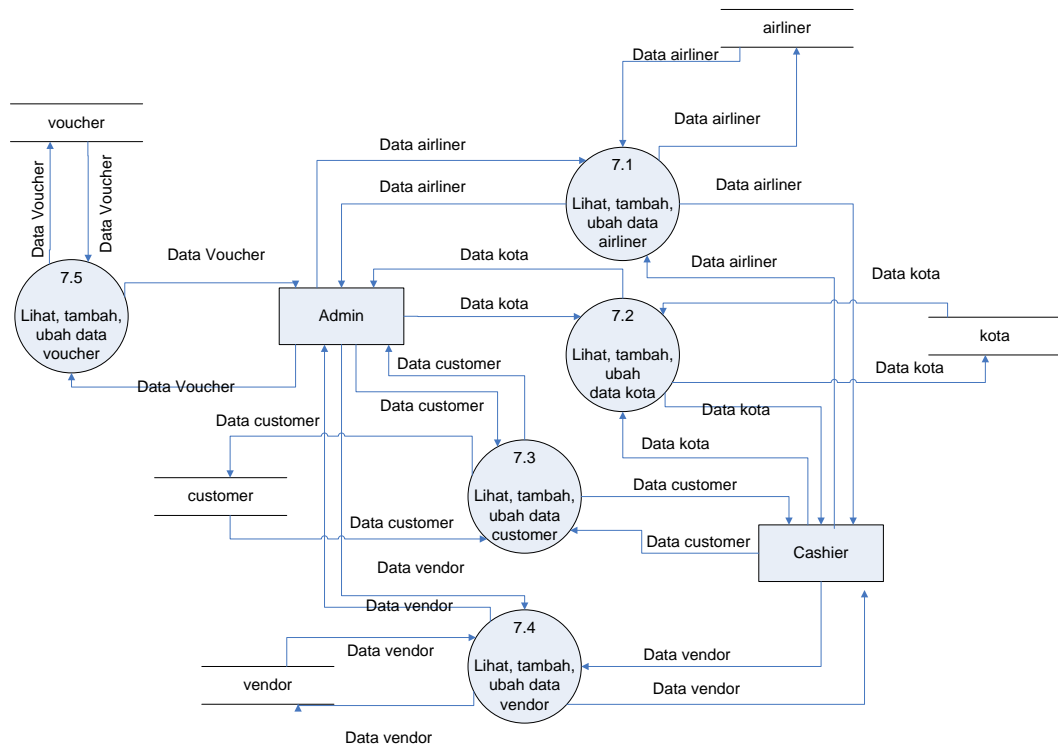 airliner
Data airliner
Data airliner
voucher
Data airliner
7.1
Lihat, tambah,
ubah data
airliner
Data airliner
Data airliner
Data Voucher
Data Voucher
Data Voucher
Data kota
Data airliner
Data kota
7.5
Lihat, tambah,
ubah data
voucher
Admin
Data kota
7.2
Lihat, tambah,
ubah
data kota
kota
Data customer
Data kota
Data Voucher
Data customer
Data kota
Data customer
Data kota
7.3
Lihat, tambah,
ubah data
customer
customer
Data customer
Data customer
Data customer
Cashier
Data vendor
Data vendor
7.4
Lihat, tambah,
ubah data
vendor
Data vendor
Data vendor
vendor
Data vendor
Data vendor